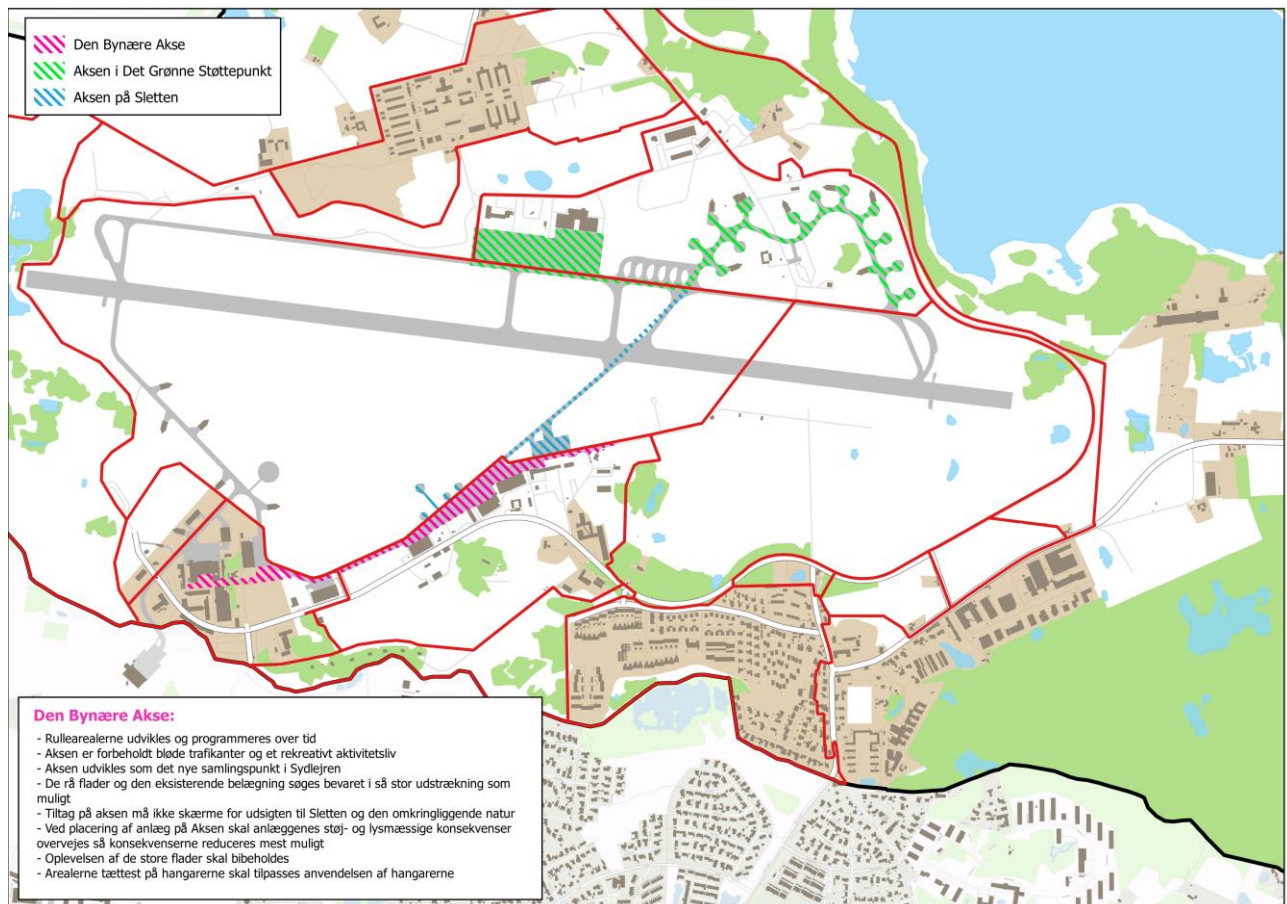 Den Bynære Akse
Aksen i Det Grønne Støttepunkt
Aksen på Sletten
Den Bynære Akse:
- Rullearealerne udvikles og programmeres over tid
- Aksen er forbeholdt bløde trafikanter og et rekreativt aktivitetsliv
- Aksen udvikles som det nye samlingspunkt i Sydlejren
- De rå flader og den eksisterende belægning søges bevaret i så stor udstrækning som
muligt
- Tiltag på aksen må ikke skærme for udsigten til Sletten og den omkringliggende natur
- Ved placering af anlæg på Aksen skal anlæggenes støj- og lysmæssige konsekvenser
overvejes så konsekvenserne reduceres mest muligt
- Oplevelsen af de store flader skal bibeholdes
- Arealerne tættest på hangarerne skal tilpasses anvendelsen af hangarerne